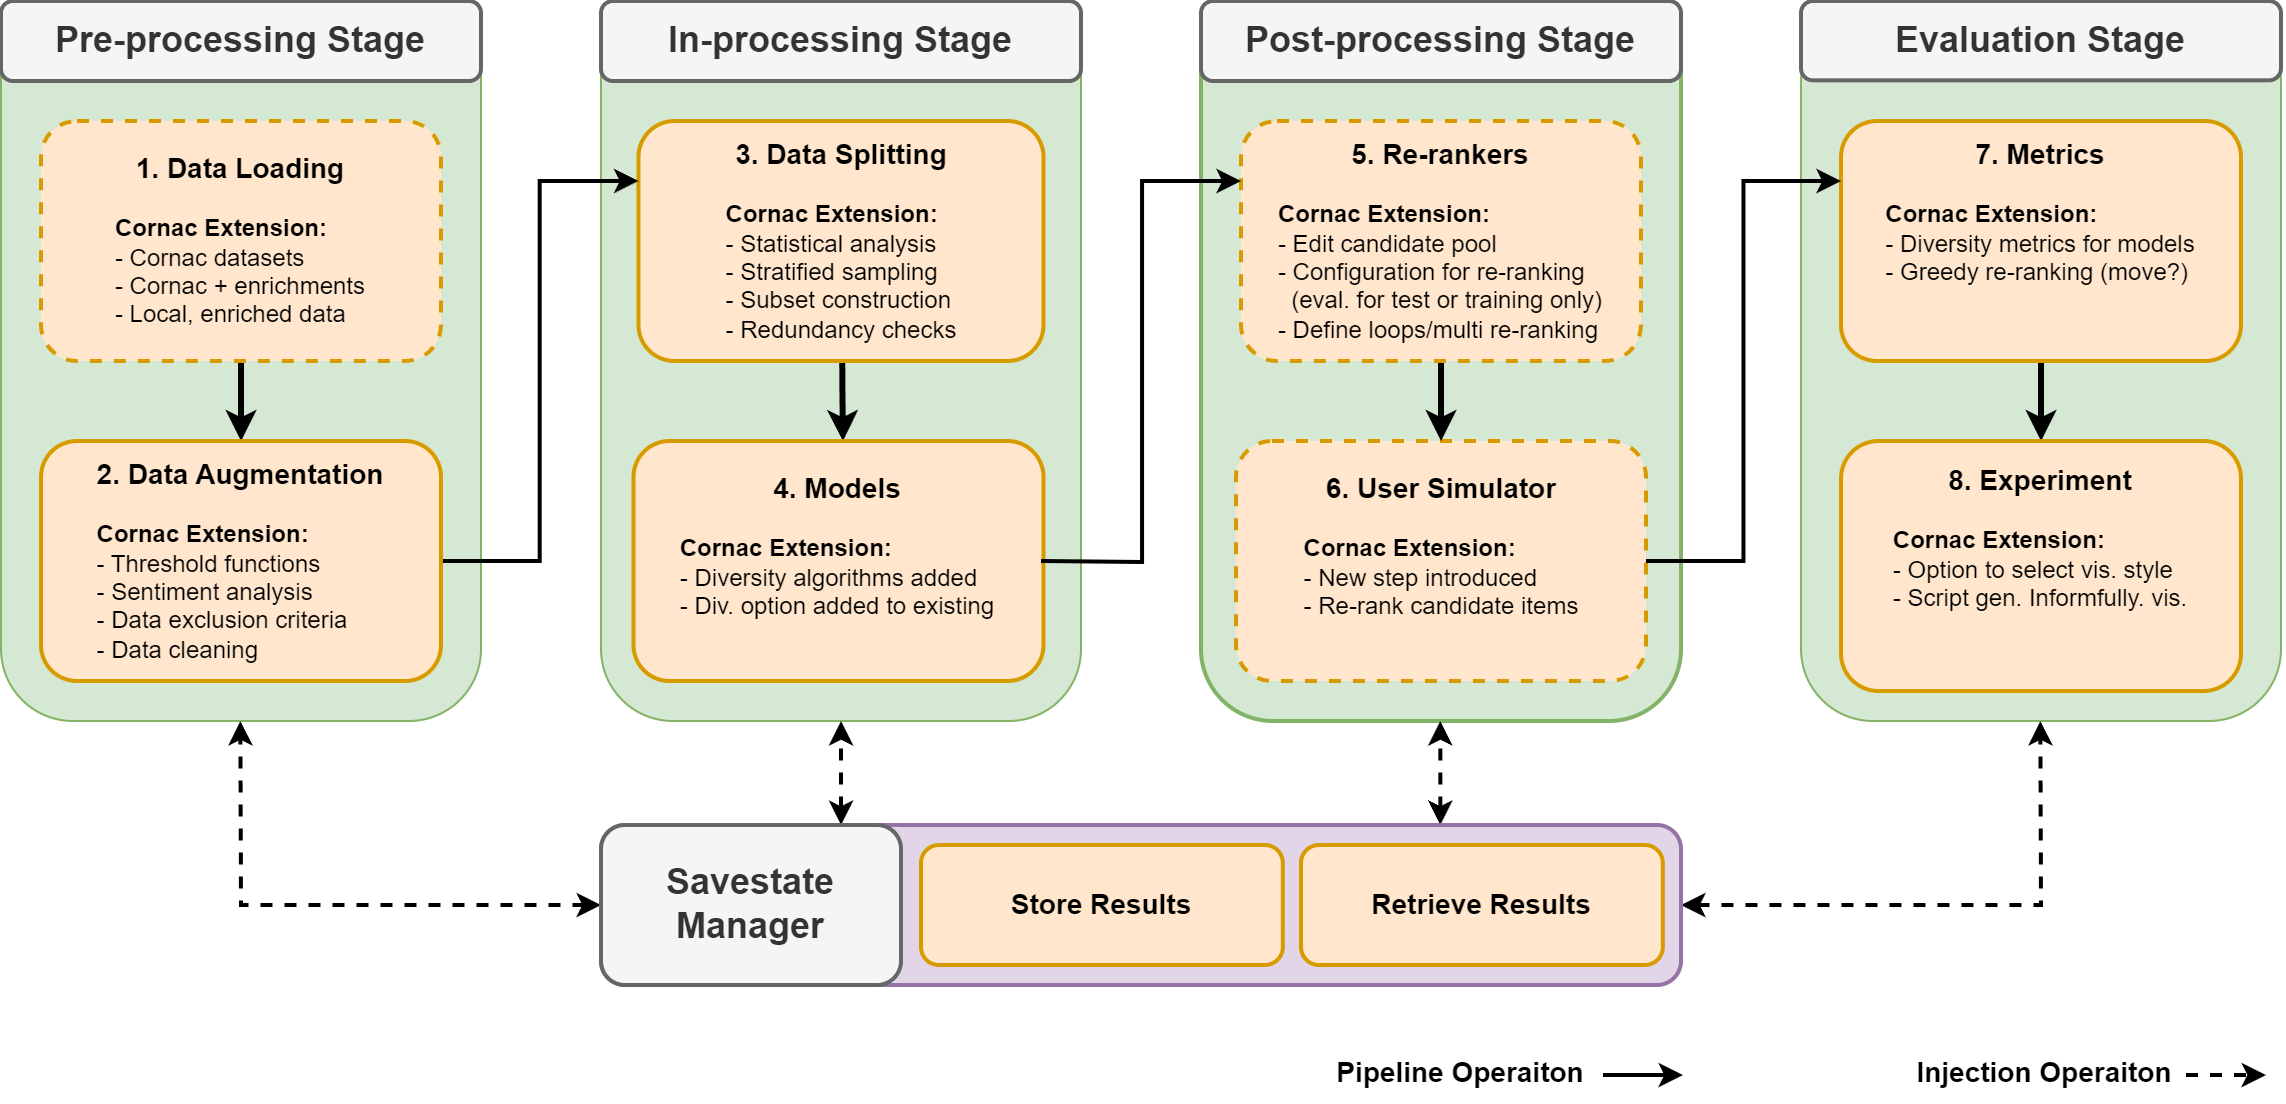 Pre-processing Stage
1. Data Loading
Cornac Extension:
- Cornac datasets
- Cornac + enrichments
- Local, enriched data
2. Data Augmentation
Cornac Extension:
- Threshold functions
- Sentiment analysis
- Data exclusion criteria
- Data cleaning
In-processing Stage
3. Data Splitting
Cornac Extension:
- Statistical analysis
- Stratified sampling
- Subset construction
- Redundancy checks
4. Models
Cornac Extension:
- Diversity algorithms added
- Div. option added to existing
Post-processing Stage
5. Re-rankers
Cornac Extension:
- Edit candidate pool
- Configuration for re-ranking
(eval. for test or training only)
- Define loops/multi re-ranking
6. User Simulator
Cornac Extension:
- New step introduced
- Re-rank candidate items
Evaluation Stage
7. Metrics
Cornac Extension:
- Diversity metrics for models
- Greedy re-ranking (move?)
8. Experiment
Cornac Extension:
- Option to select vis. style
- Script gen. Informfully. vis.
Savestate
Manager
Store Results
Retrieve Results
Pipeline Operaiton
Injection Operaiton